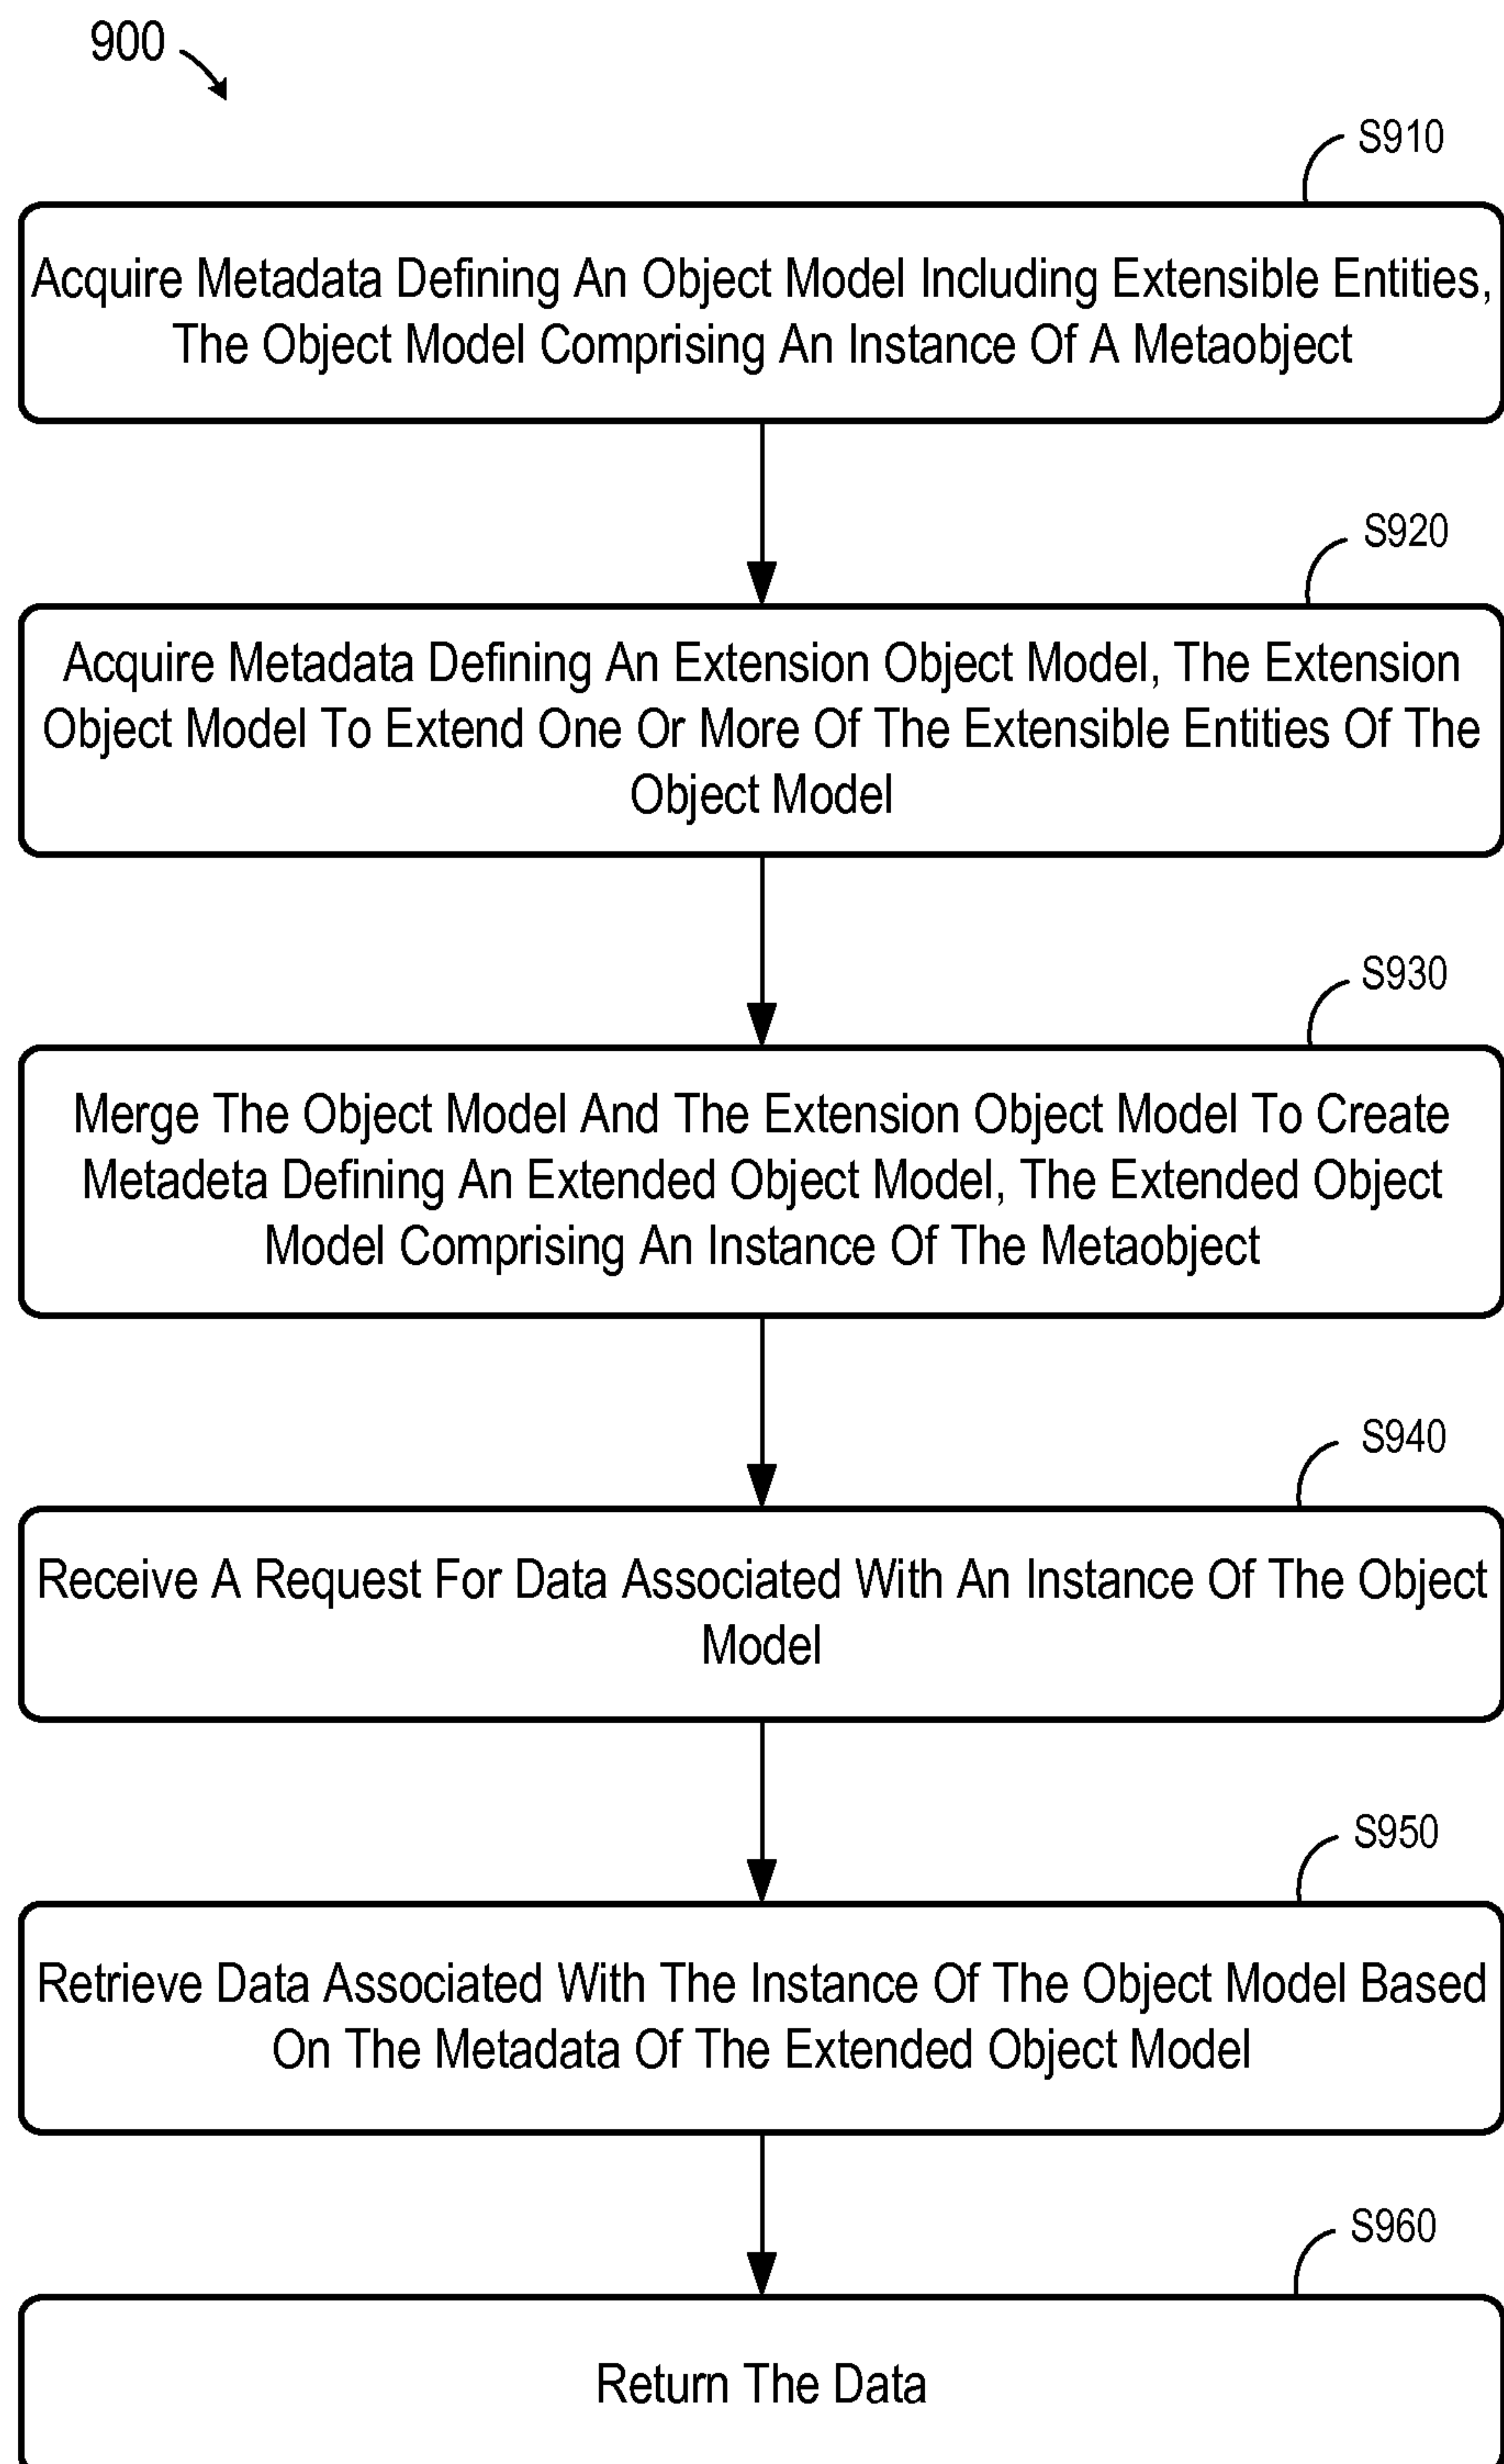 900
S910
Acquire Metadata Defining An Object Model Including Extensible Entities,
The Object Model Comprising An Instance Of A Metaobject
S920
Acquire Metadata Defining An Extension Object Model, The Extension
Object Model To Extend One Or More Of The Extensible Entities Of The
Object Model
S930
Merge The Object Model And The Extension Object Model To Create
Metadeta Defining An Extended Object Model, The Extended Object
Model Comprising An Instance Of The Metaobject
S940
Receive A Request For Data Associated With An Instance Of The Object
Model
S950
Retrieve Data Associated With The Instance Of The Object Model Based
On The Metadata Of The Extended Object Model
S960
Return The Data